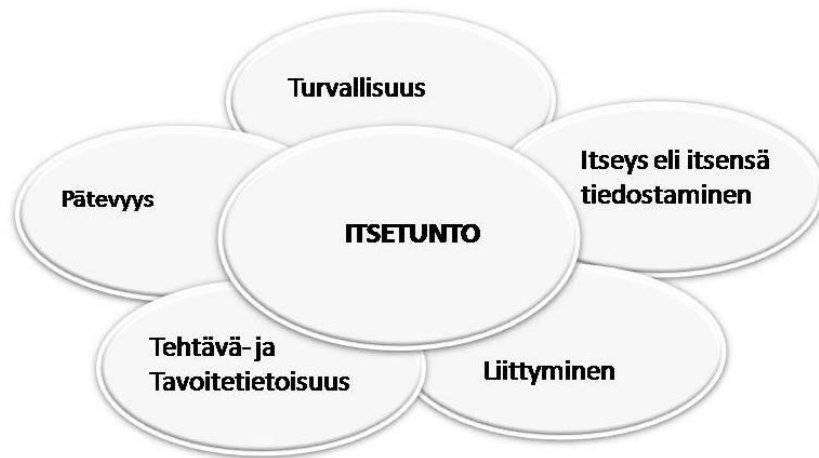 Turvallisuus
Itseys eli itsensä
tiedostaminen
Pätevyys
ITSETUNTO
Tehtävä- ja
Tavoitetietoisuus
Liittyminen